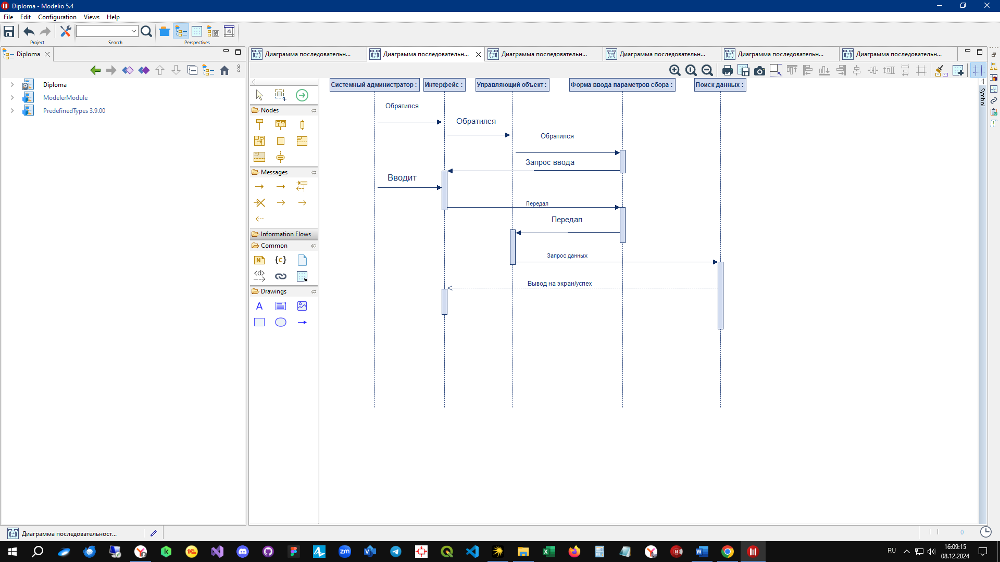 Diploma - Modelio 5.4
File Edit Configuration Views Help
Project Search Perspectives
Diploma
Диаграмма последовательн... Диаграмма последовательн... Диаграмма последовательн... Диаграмма последовательн... Диаграмма последовательн... Диаграмма последовательн...
Diploma
ModelerModule
PredefinedTypes 3.9.00
Nodes
Messages
Information Flows
Common
N {c}
<d>
Drawings
A
Системный администратор : Интерфейс : Управляющий объект : Форма ввода параметров сбора : Поиск данных :
Обратился
Обратился
Обратился
Запрос ввода
Вводит
Передал
Передал
Запрос данных
Вывод на экран/успех
Symbol
Диаграмма последовательност...
0
zm
RU
16:09:15
08.12.2024